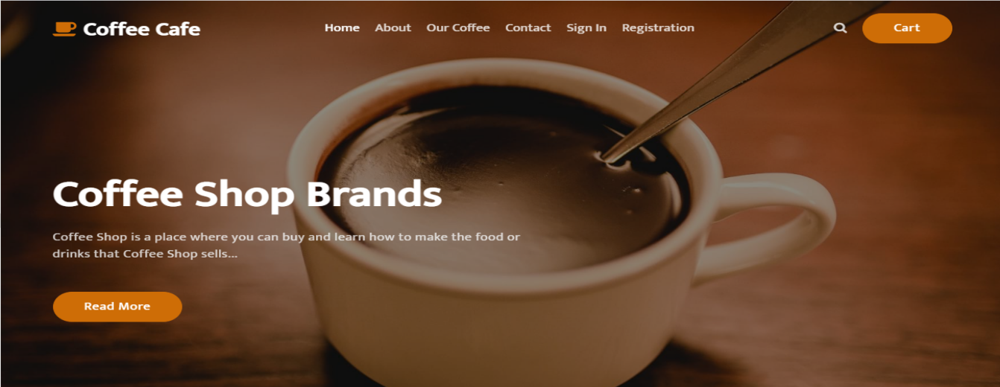 Coffee Cafe
Home About Our Coffee Contact Sign In Registration
Cart
Coffee Shop Brands
Coffee Shop is a place where you can buy and learn how to make the food or
drinks that Coffee Shop sells...
Read More